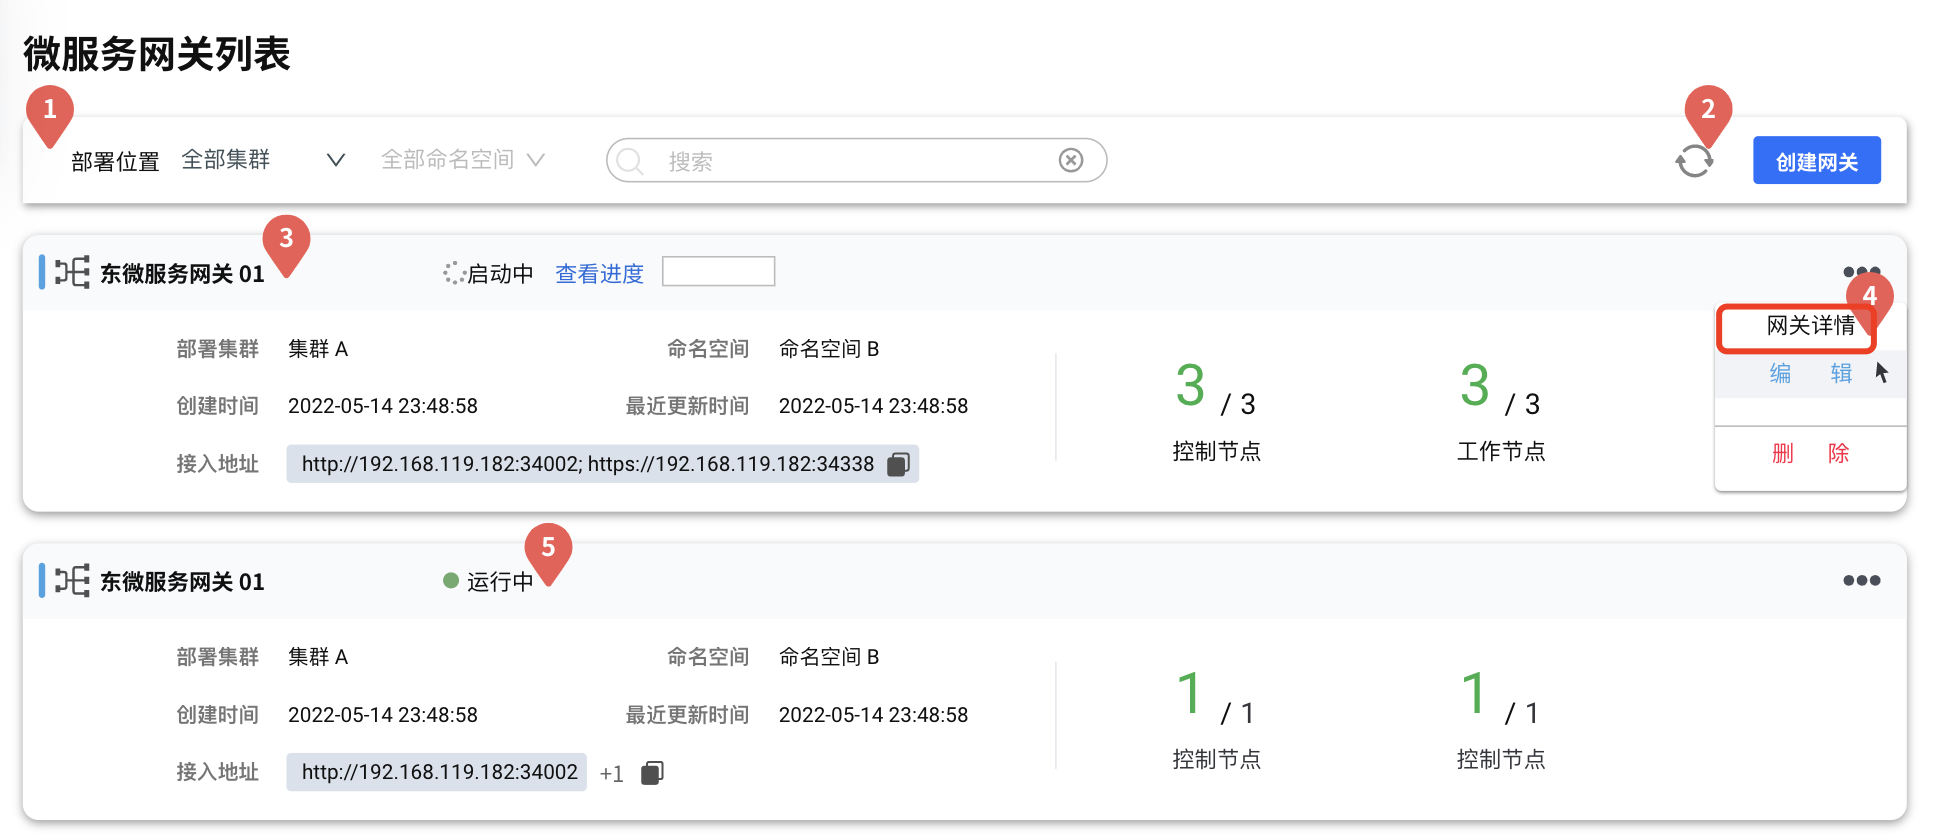 微服务网关列表
1
2
部署位置 全部集群 全部命名空间 搜索 创建网关
3
东微服务网关 01 启动中 查看进度
4
网关详情
编 辑
删 除
部署集群 集群 A 命名空间 命名空间 B
创建时间 2022-05-14 23:48:58 最近更新时间 2022-05-14 23:48:58
接入地址 http://192.168.119.182:34002; https://192.168.119.182:34338
3 / 3
控制节点
3 / 3
工作节点
5
东微服务网关 01 运行中
部署集群 集群 A 命名空间 命名空间 B
创建时间 2022-05-14 23:48:58 最近更新时间 2022-05-14 23:48:58
接入地址 http://192.168.119.182:34002 +1
1 / 1
控制节点
1 / 1
控制节点